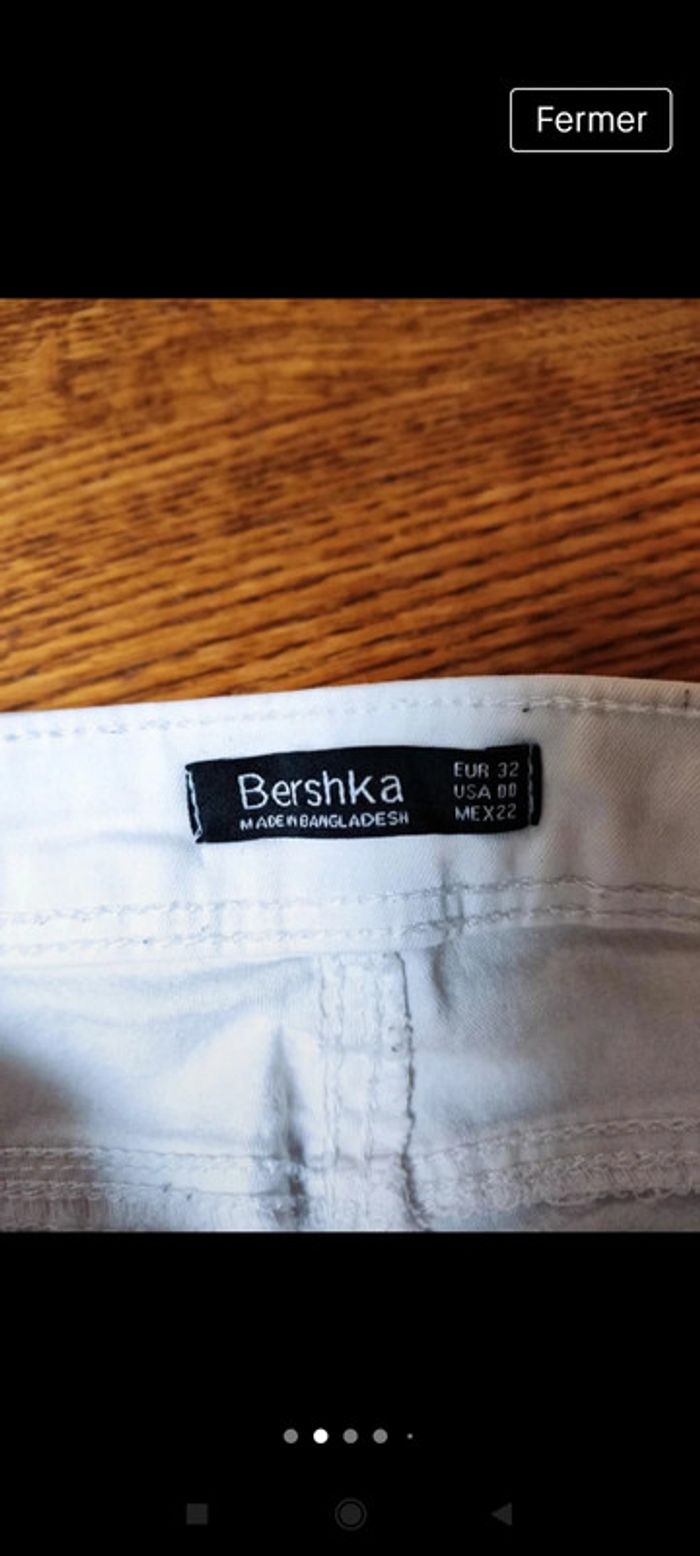 Fermer
Bershka
MADE IN BANGLADESH
EUR 32
USA 00
MEX22